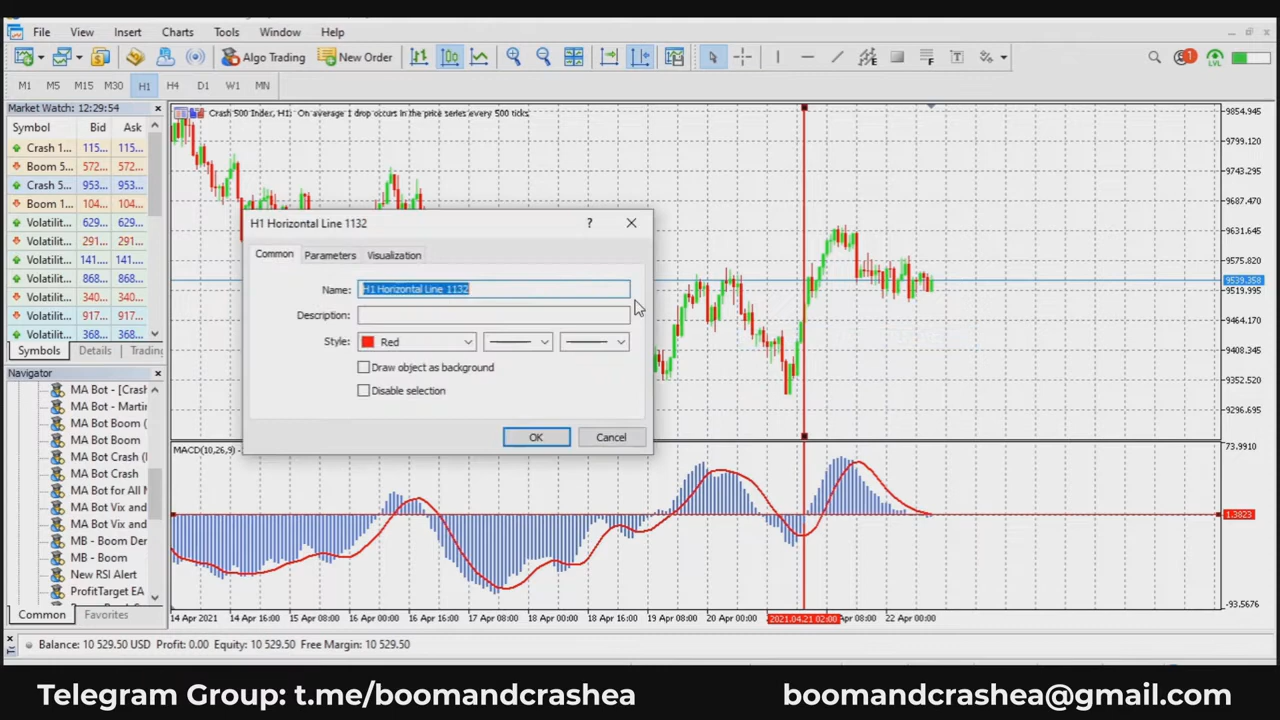 File View Insert Charts Tools Window Help
Algo Trading New Order
M1 M5 M15 M30 H1 H4 D1 W1 MN
Market Watch: 12:29:54
Symbol Bid Ask
Crash 1... 115... 115...
Boom 5... 572... 572...
Crash 5... 953... 953...
Boom 1... 104... 104...
Volatilit... 629... 629...
Volatilit... 291... 291...
Volatilit... 141... 141...
Volatilit... 868... 868...
Volatilit... 340... 340...
Volatilit... 917... 917...
Volatilit... 368... 368...
Symbols Details Trading
Navigator
MA Bot - [Crash
MA Bot - Martin
MA Bot Boom (
MA Bot Boom
MA Bot Crash (
MA Bot Crash
MA Bot for All M
MA Bot Vix and
MA Bot Vix and
MB - Boom Der
MB - Boom
New RSI Alert
ProfitTarget EA
Common Favorites
Crash 500 Index, H1: On average 1 drop occurs in the price series every 500 ticks
9854.945
9799.120
9743.295
9687.470
9631.645
9575.820
9539.358
9519.995
9464.170
9408.345
9352.520
9296.695
H1 Horizontal Line 1132
Common Parameters Visualization
Name: H1 Horizontal Line 1132
Description:
Style: Red
Draw object as background
Disable selection
OK Cancel
MACD(10,26,9)
73.9910
1.3823
-93.5676
14 Apr 2021 14 Apr 16:00 15 Apr 08:00 16 Apr 00:00 16 Apr 16:00 17 Apr 08:00 18 Apr 00:00 18 Apr 16:00 19 Apr 08:00 20 Apr 00:00 2021.04.21 02:00 Apr 08:00 22 Apr 00:00
Balance: 10 529.50 USD Profit: 0.00 Equity: 10 529.50 Free Margin: 10 529.50
Telegram Group: t.me/boomandcrashea boomandcrashea@gmail.com